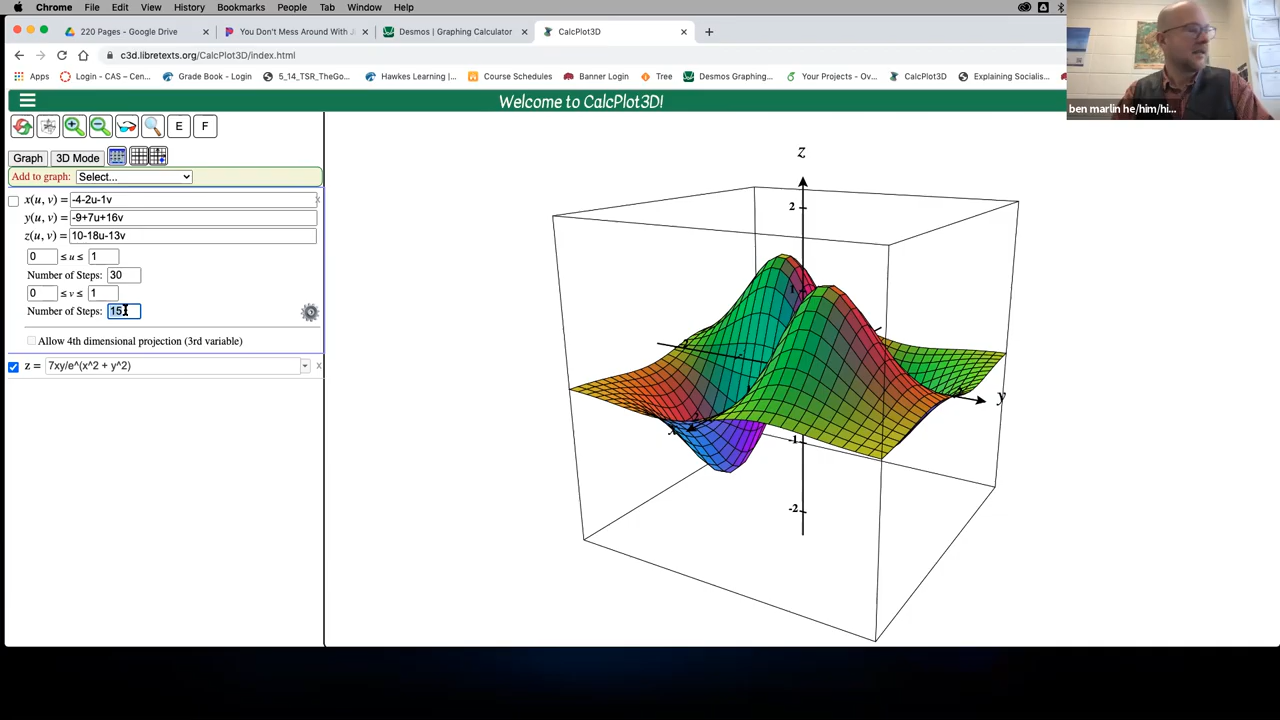 Chrome File Edit View History Bookmarks People Tab Window Help
220 Pages - Google Drive × You Don't Mess Around With J × Desmos | Graphing Calculator × CalcPlot3D × +
c3d.libretexts.org/CalcPlot3D/index.html
Apps Login - CAS – Cen... Grade Book - Login 5_14_TSR_TheGo... Hawkes Learning |... Course Schedules Banner Login Tree Desmos Graphing... Your Projects - Ov... CalcPlot3D Explaining Socialis...
ben marlin he/him/hi...
Welcome to CalcPlot3D!
E F
Graph 3D Mode
Add to graph: Select...
x(u, v) = -4-2u-1v x
y(u, v) = -9+7u+16v
z(u, v) = 10-18u-13v
0 ≤ u ≤ 1
Number of Steps: 30
0 ≤ v ≤ 1
Number of Steps: 15
Allow 4th dimensional projection (3rd variable)
z = 7xy/e^(x^2 + y^2) x
z
2
1
y
x
-1
-2